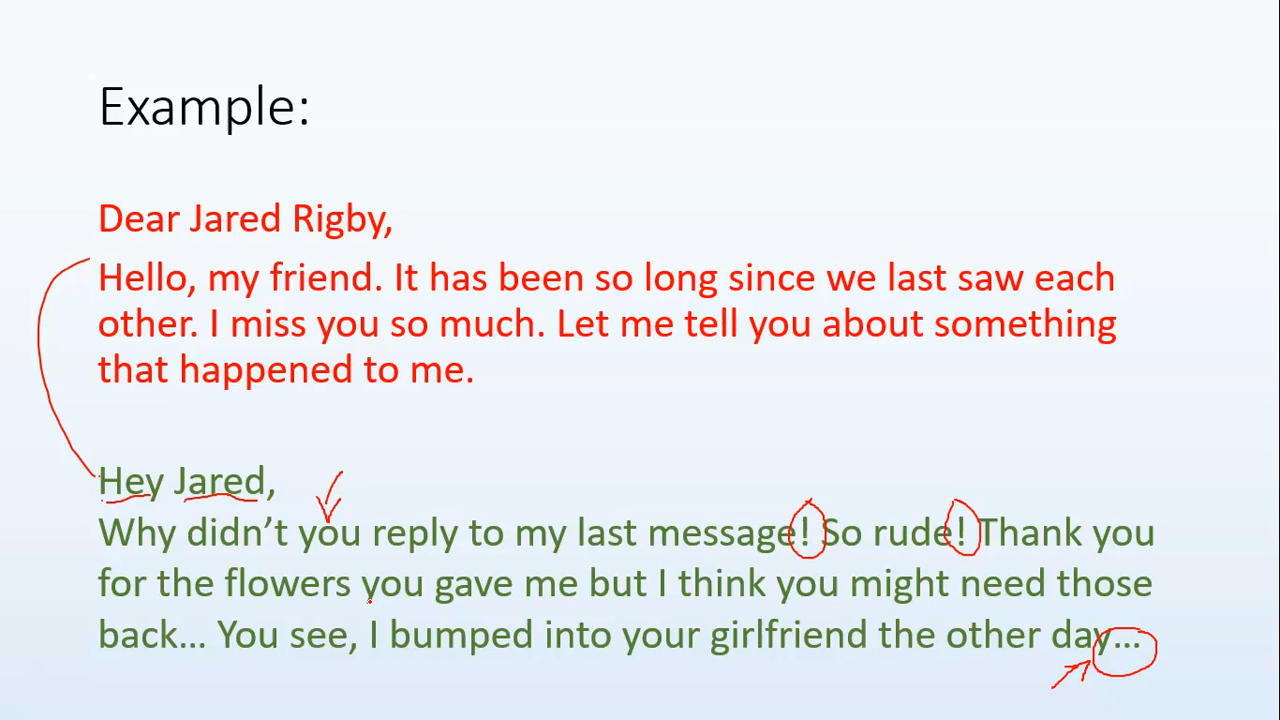 Example:
Dear Jared Rigby,
Hello, my friend. It has been so long since we last saw each
other. I miss you so much. Let me tell you about something
that happened to me.
Hey Jared,
Why didn’t you reply to my last message! So rude! Thank you
for the flowers you gave me but I think you might need those
back… You see, I bumped into your girlfriend the other day…